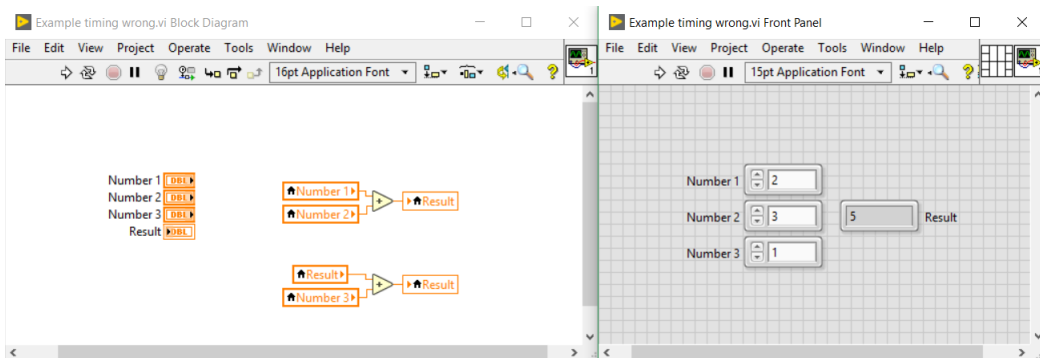 Example timing wrong.vi Block Diagram
File Edit View Project Operate Tools Window Help
16pt Application Font
1
Number 1 DBL
Number 2 DBL
Number 3 DBL
Result DBL
Number 1
Number 2
Result
Result
Number 3
Result
Example timing wrong.vi Front Panel
File Edit View Project Operate Tools Window Help
15pt Application Font
1
Number 1 2
Number 2 3
5 Result
Number 3 1